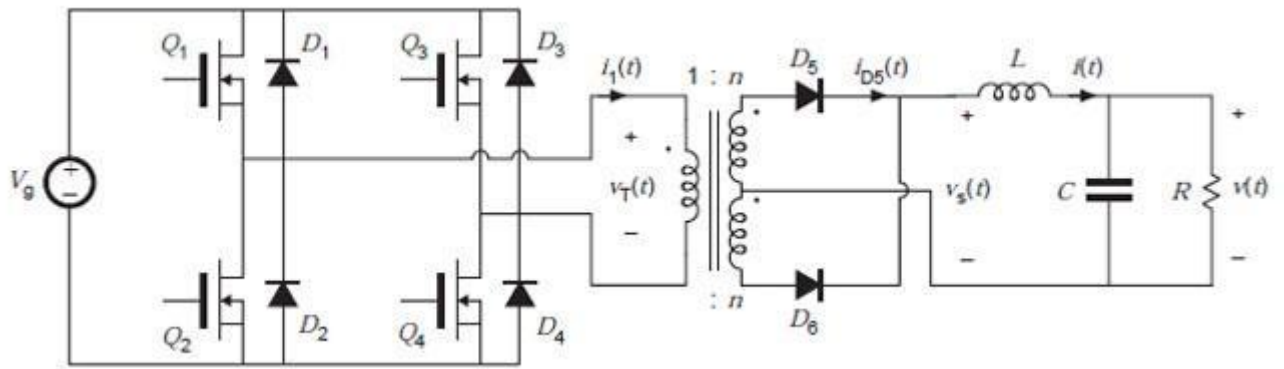 Q1
D1
Q3
D3
i1(t)
1 : n
D5
iD5(t)
L
i(t)
Vg
+
−
+
vT(t)
−
+
vs(t)
−
C
R
+
v(t)
−
Q2
D2
Q4
D4
: n
D6